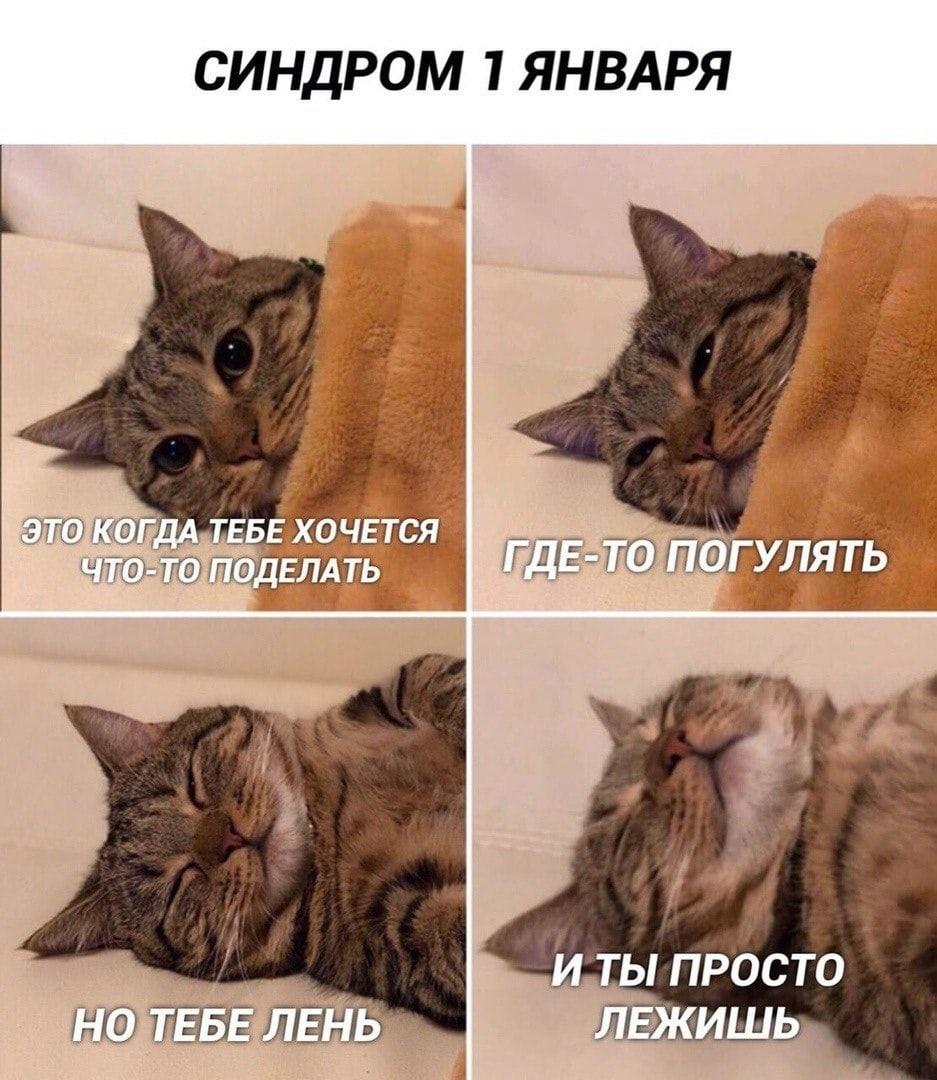 СИНДРОМ 1 ЯНВАРЯ
ЭТО КОГДА ТЕБЕ ХОЧЕТСЯ
ЧТО-ТО ПОДЕЛАТЬ
ГДЕ-ТО ПОГУЛЯТЬ
НО ТЕБЕ ЛЕНЬ
И ТЫ ПРОСТО
ЛЕЖИШЬ